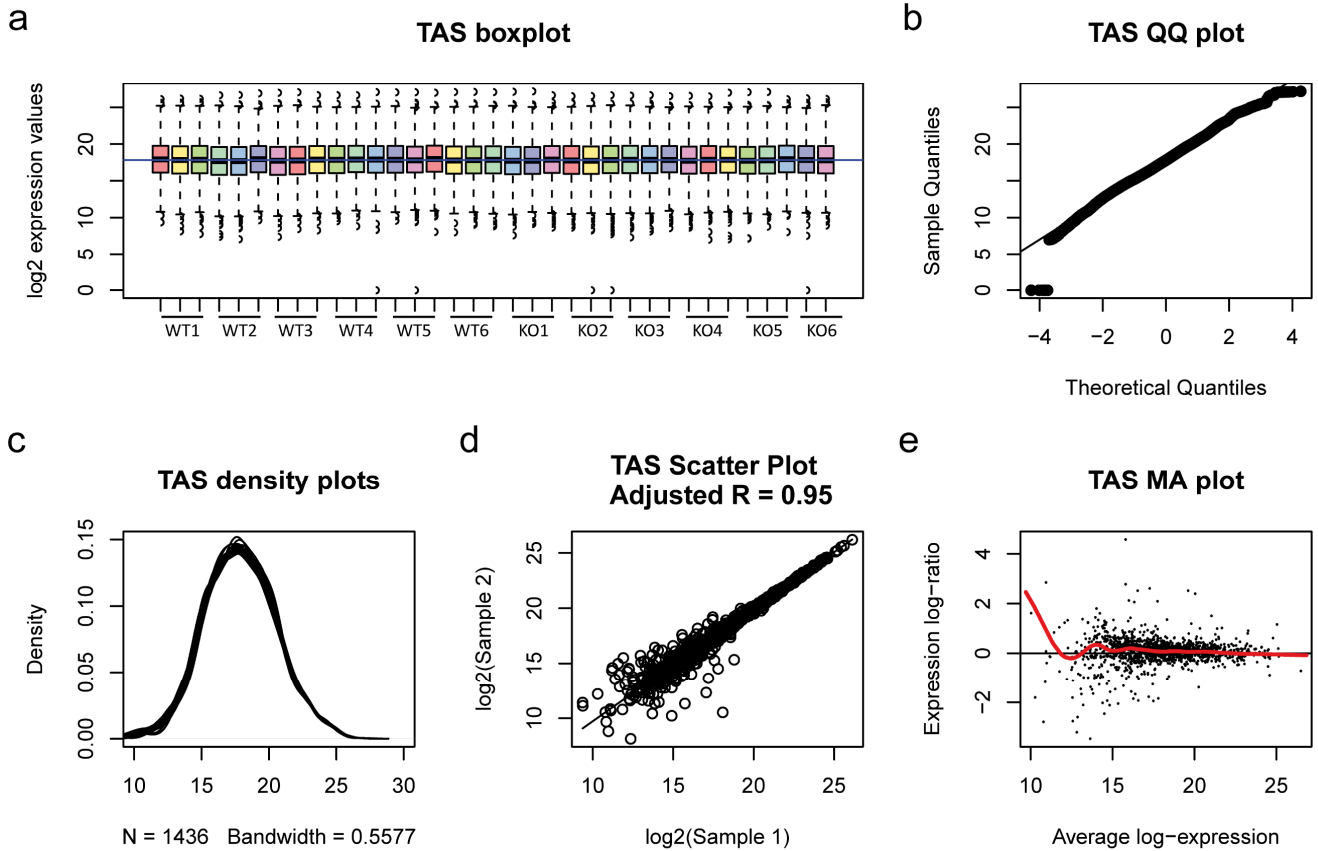 a
TAS boxplot
log2 expression values
20
10
5
0
WT1 WT2 WT3 WT4 WT5 WT6 KO1 KO2 KO3 KO4 KO5 KO6
b
TAS QQ plot
Sample Quantiles
20
10
5
0
−4 −2 0 2 4
Theoretical Quantiles
c
TAS density plots
Density
0.15
0.10
0.05
0.00
10 15 20 25 30
N = 1436 Bandwidth = 0.5577
d
TAS Scatter Plot
Adjusted R = 0.95
log2(Sample 2)
25
20
15
10
10 15 20 25
log2(Sample 1)
e
TAS MA plot
Expression log−ratio
4
2
0
−2
10 15 20 25
Average log−expression